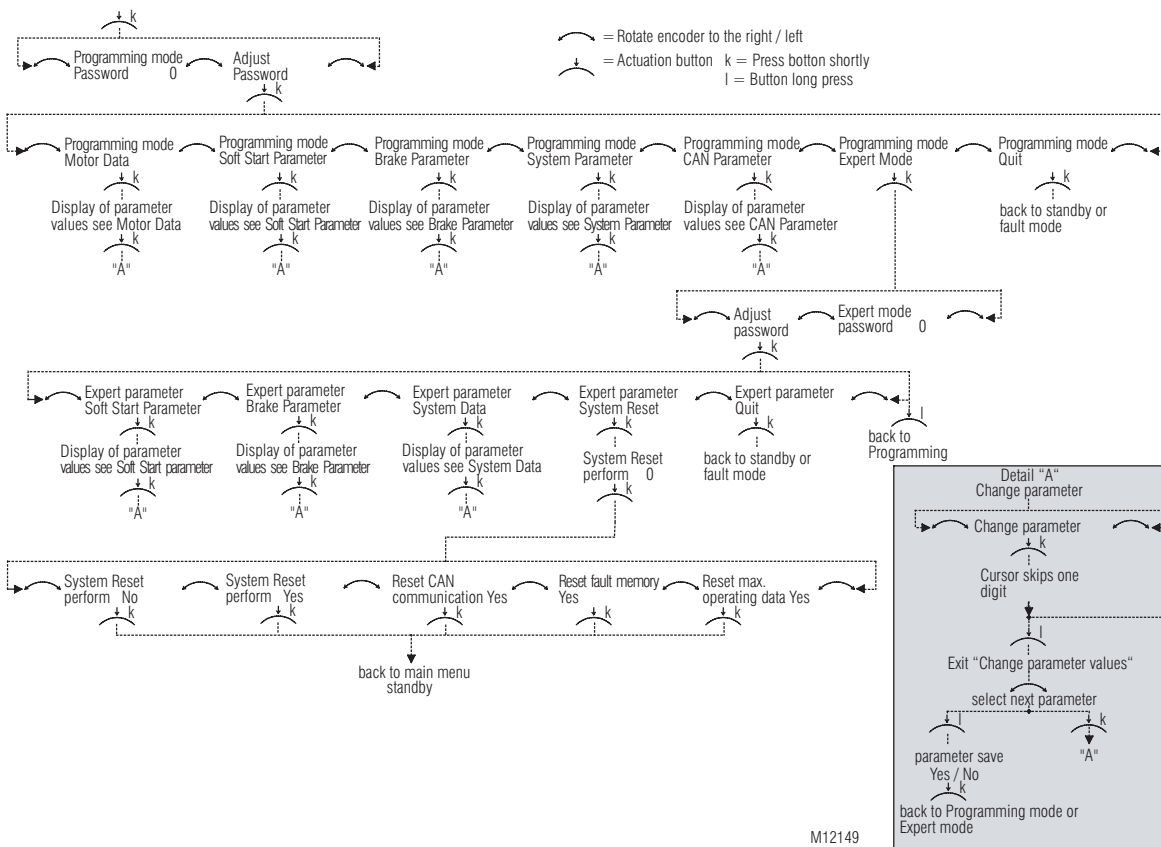 k
Programming mode
Password 0
Adjust
Password
k
= Rotate encoder to the right / left
= Actuation button k = Press botton shortly
l = Button long press
Programming mode
Motor Data
k
Display of parameter
values see Motor Data
k
"A"
Programming mode
Soft Start Parameter
k
Display of parameter
values see Soft Start Parameter
k
"A"
Programming mode
Brake Parameter
k
Display of parameter
values see Brake Parameter
k
"A"
Programming mode
System Parameter
k
Display of parameter
values see System Parameter
k
"A"
Programming mode
CAN Parameter
k
Display of parameter
values see CAN Parameter
k
"A"
Programming mode
Expert Mode
k
Programming mode
Quit
k
back to standby or
fault mode
Adjust
password
k
Expert mode
password 0
Expert parameter
Soft Start Parameter
k
Display of parameter
values see Soft Start parameter
k
"A"
Expert parameter
Brake Parameter
k
Display of parameter
values see Brake Parameter
k
"A"
Expert parameter
System Data
k
Display of parameter
values see System Data
k
"A"
Expert parameter
System Reset
k
System Reset
perform 0
k
Expert parameter
Quit
k
back to standby or
fault mode
l
back to
Programming
System Reset
perform No
k
System Reset
perform Yes
k
Reset CAN
communication Yes
k
Reset fault memory
Yes
k
Reset max.
operating data Yes
k
back to main menu
standby
Detail "A"
Change parameter
Change parameter
k
Cursor skips one
digit
l
Exit "Change parameter values"
select next parameter
l
parameter save
Yes / No
k
back to Programming mode or
Expert mode
k
"A"
M12149